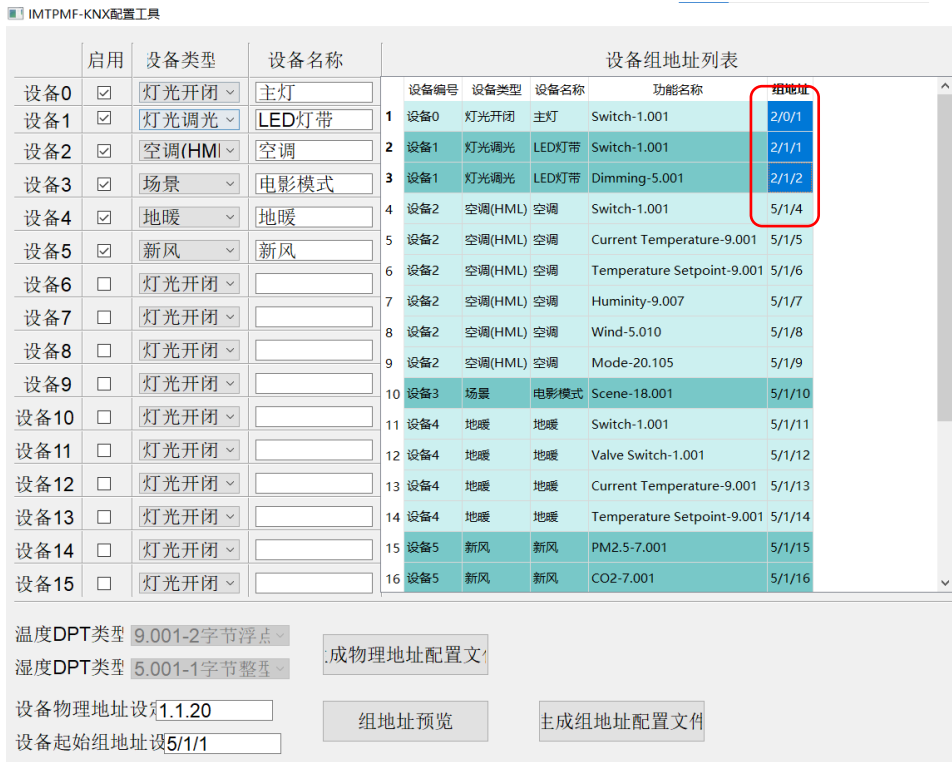 IMTPMF-KNX配置工具
启用 设备类型 设备名称 设备组地址列表
设备编号 设备类型 设备名称 功能名称 组地址
设备0 灯光开闭 主灯
设备1 灯光调光 LED灯带
设备2 空调(HMl 空调
设备3 场景 电影模式
设备4 地暖 地暖
设备5 新风 新风
设备6 灯光开闭
设备7 灯光开闭
设备8 灯光开闭
设备9 灯光开闭
设备10 灯光开闭
设备11 灯光开闭
设备12 灯光开闭
设备13 灯光开闭
设备14 灯光开闭
设备15 灯光开闭
1 设备0 灯光开闭 主灯 Switch-1.001 2/0/1
2 设备1 灯光调光 LED灯带 Switch-1.001 2/1/1
3 设备1 灯光调光 LED灯带 Dimming-5.001 2/1/2
4 设备2 空调(HML) 空调 Switch-1.001 5/1/4
5 设备2 空调(HML) 空调 Current Temperature-9.001 5/1/5
6 设备2 空调(HML) 空调 Temperature Setpoint-9.001 5/1/6
7 设备2 空调(HML) 空调 Huminity-9.007 5/1/7
8 设备2 空调(HML) 空调 Wind-5.010 5/1/8
9 设备2 空调(HML) 空调 Mode-20.105 5/1/9
10 设备3 场景 电影模式 Scene-18.001 5/1/10
11 设备4 地暖 地暖 Switch-1.001 5/1/11
12 设备4 地暖 地暖 Valve Switch-1.001 5/1/12
13 设备4 地暖 地暖 Current Temperature-9.001 5/1/13
14 设备4 地暖 地暖 Temperature Setpoint-9.001 5/1/14
15 设备5 新风 新风 PM2.5-7.001 5/1/15
16 设备5 新风 新风 CO2-7.001 5/1/16
温度DPT类型 9.001-2字节浮点
湿度DPT类型 5.001-1字节整型
成物理地址配置文件
设备物理地址设定 1.1.20
设备起始组地址设 5/1/1
组地址预览 生成组地址配置文件